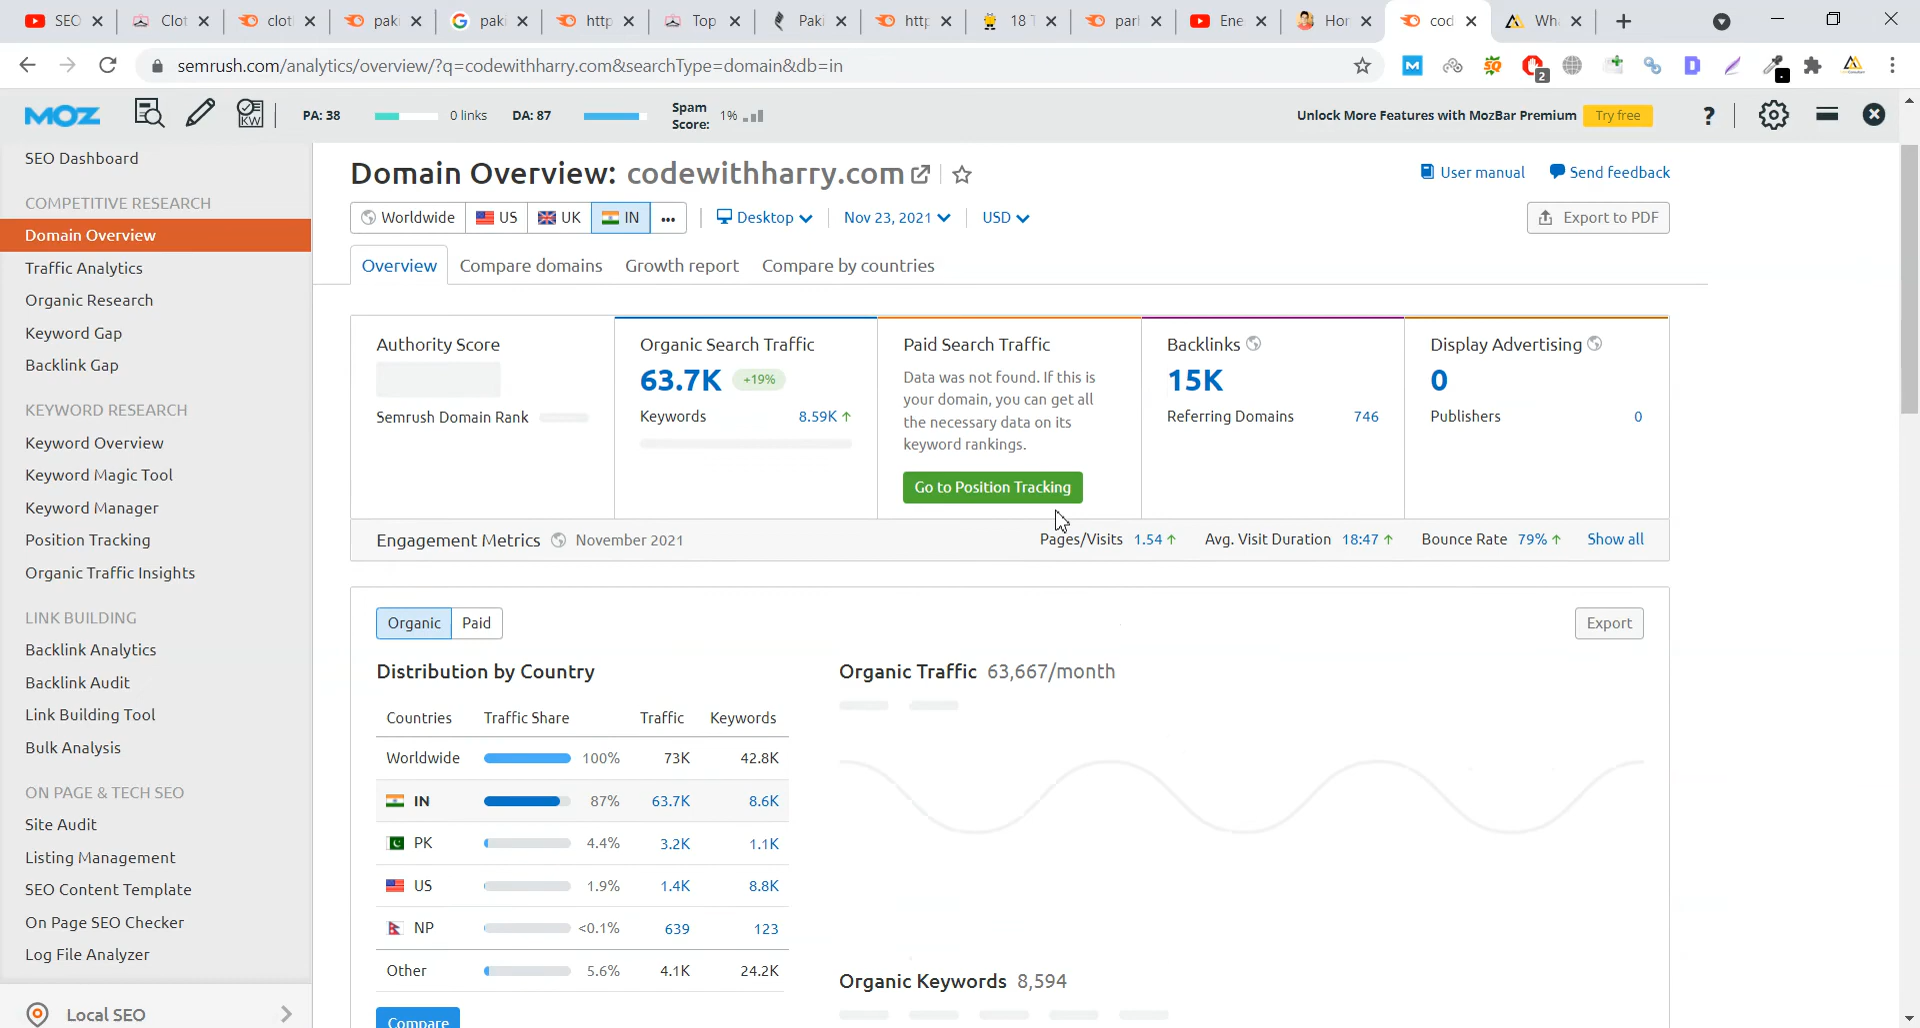 SEO
Clot
clotl
paki
paki
http
Top
Paki
http
18 T
parl
Ene
Hor
cod
Wh
semrush.com/analytics/overview/?q=codewithharry.com&searchType=domain&db=in
2
MOZ
KW
PA: 38
0 links
DA: 87
Spam
Score:
1%
Unlock More Features with MozBar Premium
Try free
?
SEO Dashboard
COMPETITIVE RESEARCH
Domain Overview
Traffic Analytics
Organic Research
Keyword Gap
Backlink Gap
KEYWORD RESEARCH
Keyword Overview
Keyword Magic Tool
Keyword Manager
Position Tracking
Organic Traffic Insights
LINK BUILDING
Backlink Analytics
Backlink Audit
Link Building Tool
Bulk Analysis
ON PAGE & TECH SEO
Site Audit
Listing Management
SEO Content Template
On Page SEO Checker
Log File Analyzer
Local SEO
Domain Overview: codewithharry.com
User manual
Send feedback
Worldwide
US
UK
IN
...
Desktop
Nov 23, 2021
USD
Export to PDF
Overview
Compare domains
Growth report
Compare by countries
Authority Score
Semrush Domain Rank
Organic Search Traffic
63.7K +19%
Keywords 8.59K ↑
Paid Search Traffic
Data was not found. If this is
your domain, you can get all
the necessary data on its
keyword rankings.
Go to Position Tracking
Backlinks
15K
Referring Domains 746
Display Advertising
0
Publishers 0
Engagement Metrics November 2021
Pages/Visits 1.54 ↑
Avg. Visit Duration 18:47 ↑
Bounce Rate 79% ↑
Show all
Organic
Paid
Export
Distribution by Country
Countries Traffic Share Traffic Keywords
Worldwide 100% 73K 42.8K
IN 87% 63.7K 8.6K
PK 4.4% 3.2K 1.1K
US 1.9% 1.4K 8.8K
NP <0.1% 639 123
Other 5.6% 4.1K 24.2K
Compare
Organic Traffic 63,667/month
Organic Keywords 8,594